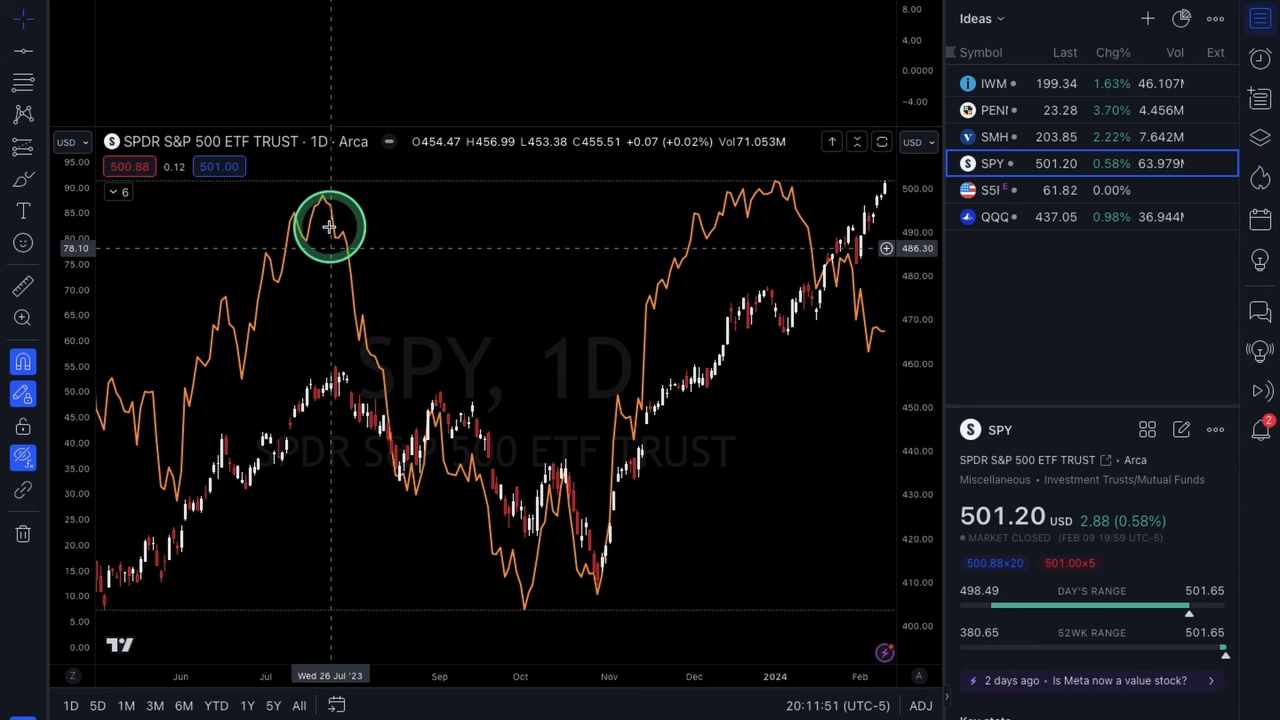 8.00
4.00
0.0000
−4.00
Ideas
Symbol Last Chg% Vol Ext
IWM 199.34 1.63% 46.107M
PENI 23.28 3.70% 4.456M
SMH 203.85 2.22% 7.642M
SPY 501.20 0.58% 63.979M
S5I E 61.82 0.00%
QQQ 437.05 0.98% 36.944M
USD SPDR S&P 500 ETF TRUST · 1D · Arca O454.47 H456.99 L453.38 C455.51 +0.07 (+0.02%) Vol71.053M USD
500.88 0.12 501.00
6
95.00
90.00
85.00
80.00
78.10
75.00
70.00
65.00
60.00
55.00
50.00
45.00
40.00
35.00
30.00
25.00
20.00
15.00
10.00
5.00
0.00
SPY, 1D
SPDR S&P 500 ETF TRUST
500.00
490.00
486.30
480.00
470.00
460.00
450.00
440.00
430.00
420.00
410.00
400.00
Z Jun Jul Wed 26 Jul '23 Sep Oct Nov Dec 2024 Feb A
1D 5D 1M 3M 6M YTD 1Y 5Y All 20:11:51 (UTC-5) ADJ
S SPY
SPDR S&P 500 ETF TRUST • Arca
Miscellaneous • Investment Trusts/Mutual Funds
501.20 USD 2.88 (0.58%)
MARKET CLOSED (FEB 09 19:59 UTC-5)
500.88×20 501.00×5
498.49 DAY'S RANGE 501.65
380.65 52WK RANGE 501.65
2 days ago • Is Meta now a value stock?
2